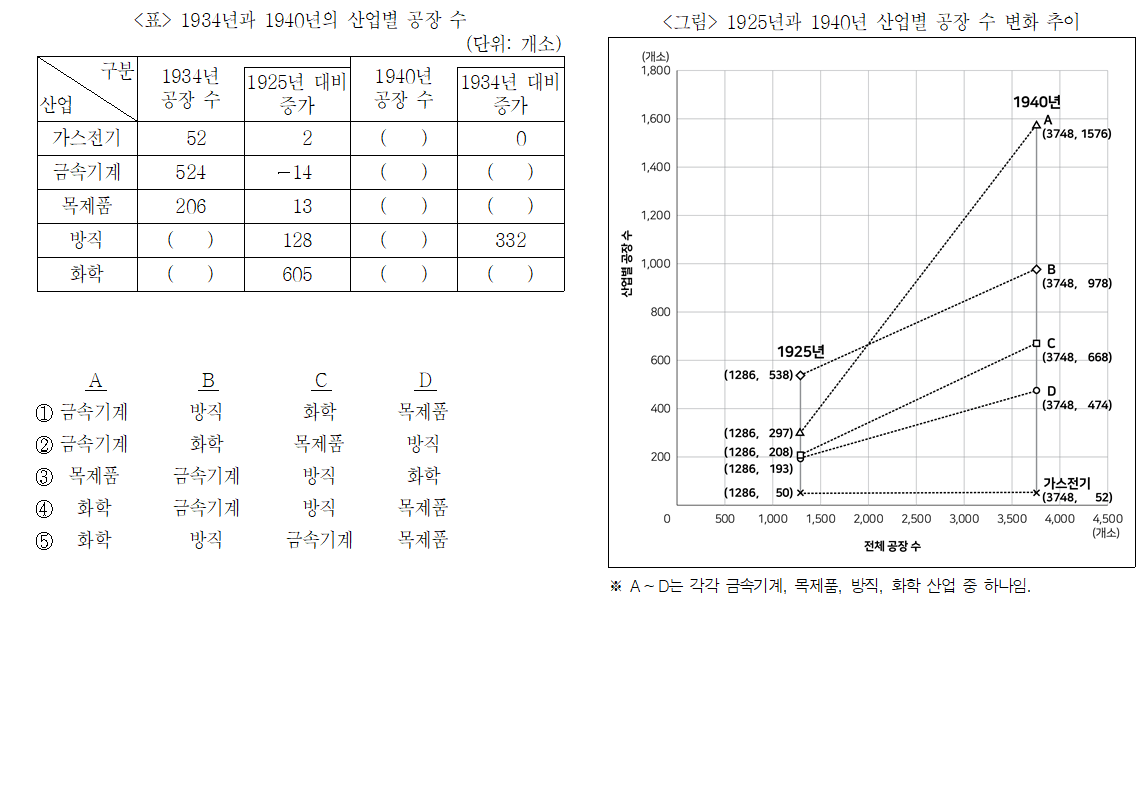 <표> 1934년과 1940년의 산업별 공장 수
(단위: 개소)
구분
산업
1934년 공장 수
1925년 대비 증가
1940년 공장 수
1934년 대비 증가
가스전기 52 2 ( ) 0
금속기계 524 -14 ( ) ( )
목제품 206 13 ( ) ( )
방직 ( ) 128 ( ) 332
화학 ( ) 605 ( ) ( )
A B C D
① 금속기계 방직 화학 목제품
② 금속기계 화학 목제품 방직
③ 목제품 금속기계 방직 화학
④ 화학 금속기계 방직 목제품
⑤ 화학 방직 금속기계 목제품
<그림> 1925년과 1940년 산업별 공장 수 변화 추이
(개소)
1,800
1,600
1,400
1,200
1,000
800
600
400
200
산업별 공장 수
1940년
A
(3748, 1576)
B
(3748, 978)
C
(3748, 668)
D
(3748, 474)
가스전기
(3748, 52)
1925년
(1286, 538)
(1286, 297)
(1286, 208)
(1286, 193)
(1286, 50)
0 500 1,000 1,500 2,000 2,500 3,000 3,500 4,000 4,500
(개소)
전체 공장 수
※ A~D는 각각 금속기계, 목제품, 방직, 화학 산업 중 하나임.